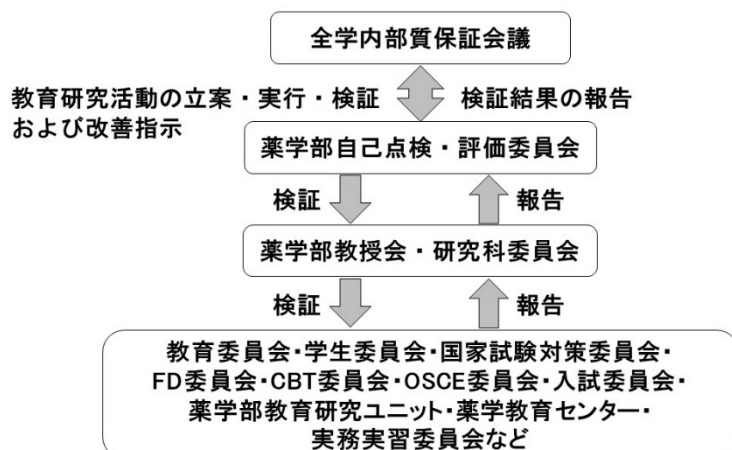 全学内部質保証会議
教育研究活動の立案・実行・検証
および改善指示
検証結果の報告
薬学部自己点検・評価委員会
検証
報告
薬学部教授会・研究科委員会
検証
報告
教育委員会・学生委員会・国家試験対策委員会・
FD委員会・CBT委員会・OSCE委員会・入試委員会・
薬学部教育研究ユニット・薬学教育センター・
実務実習委員会など